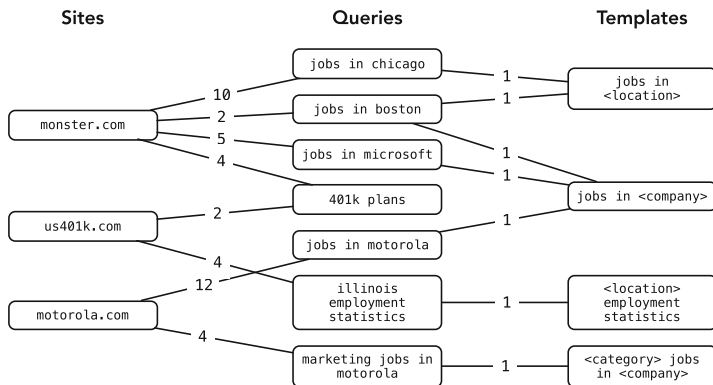 Sites
Queries
Templates
jobs in chicago
1
jobs in
<location>
10
jobs in boston
1
monster.com
2
5
jobs in microsoft
1
4
1
401k plans
jobs in <company>
us401k.com
2
1
jobs in motorola
4
12
illinois
employment
statistics
1
<location>
employment
statistics
motorola.com
4
marketing jobs in
motorola
1
<category> jobs
in <company>